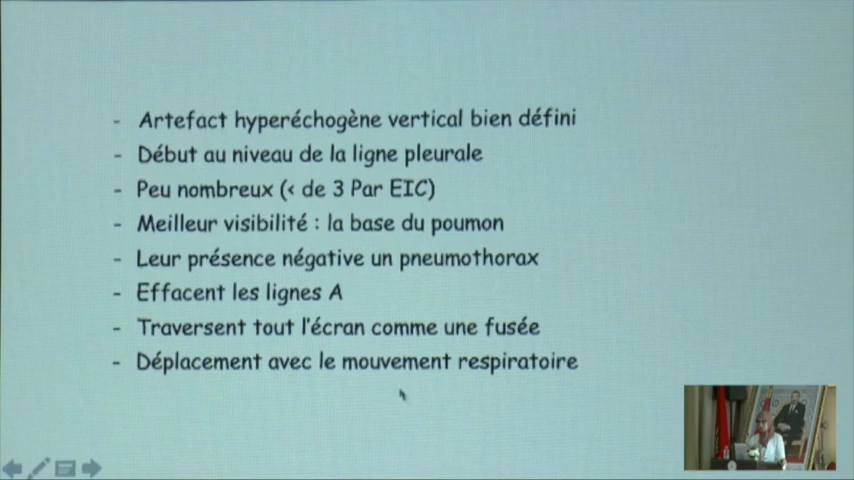 - Artefact hyperéchogène vertical bien défini
- Début au niveau de la ligne pleurale
- Peu nombreux (< de 3 Par EIC)
- Meilleur visibilité : la base du poumon
- Leur présence négative un pneumothorax
- Effacent les lignes A
- Traversent tout l'écran comme une fusée
- Déplacement avec le mouvement respiratoire